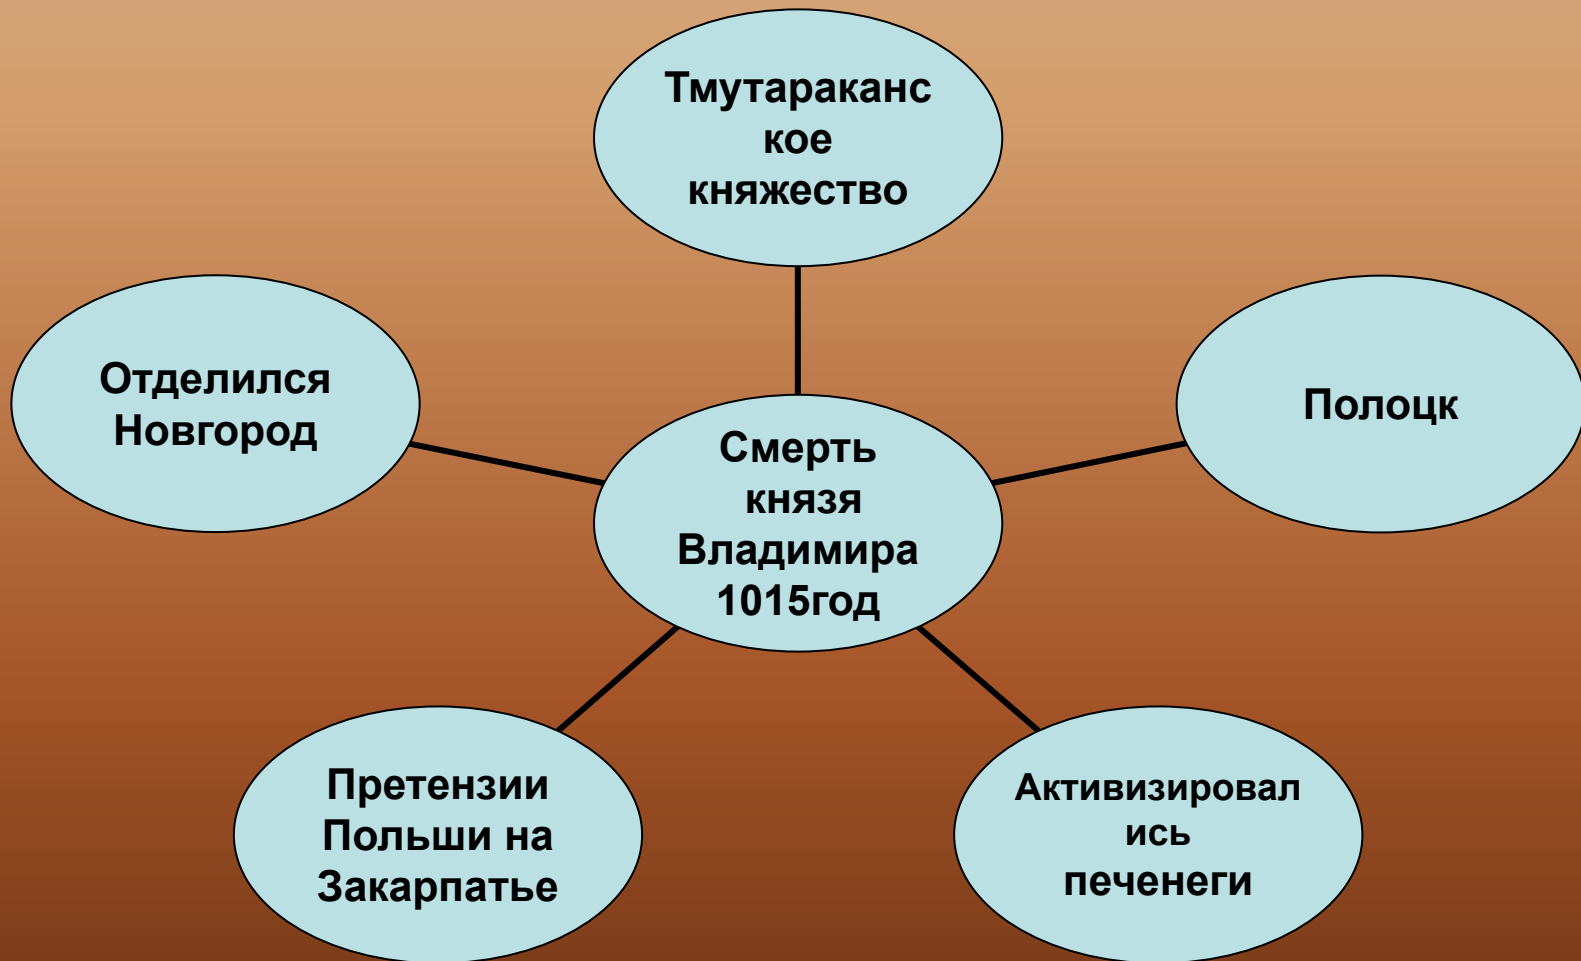 Тмутараканс
кое
княжество
Отделился
Новгород
Полоцк
Смерть
князя
Владимира
1015год
Претензии
Польши на
Закарпатье
Активизировал
ись
печенеги